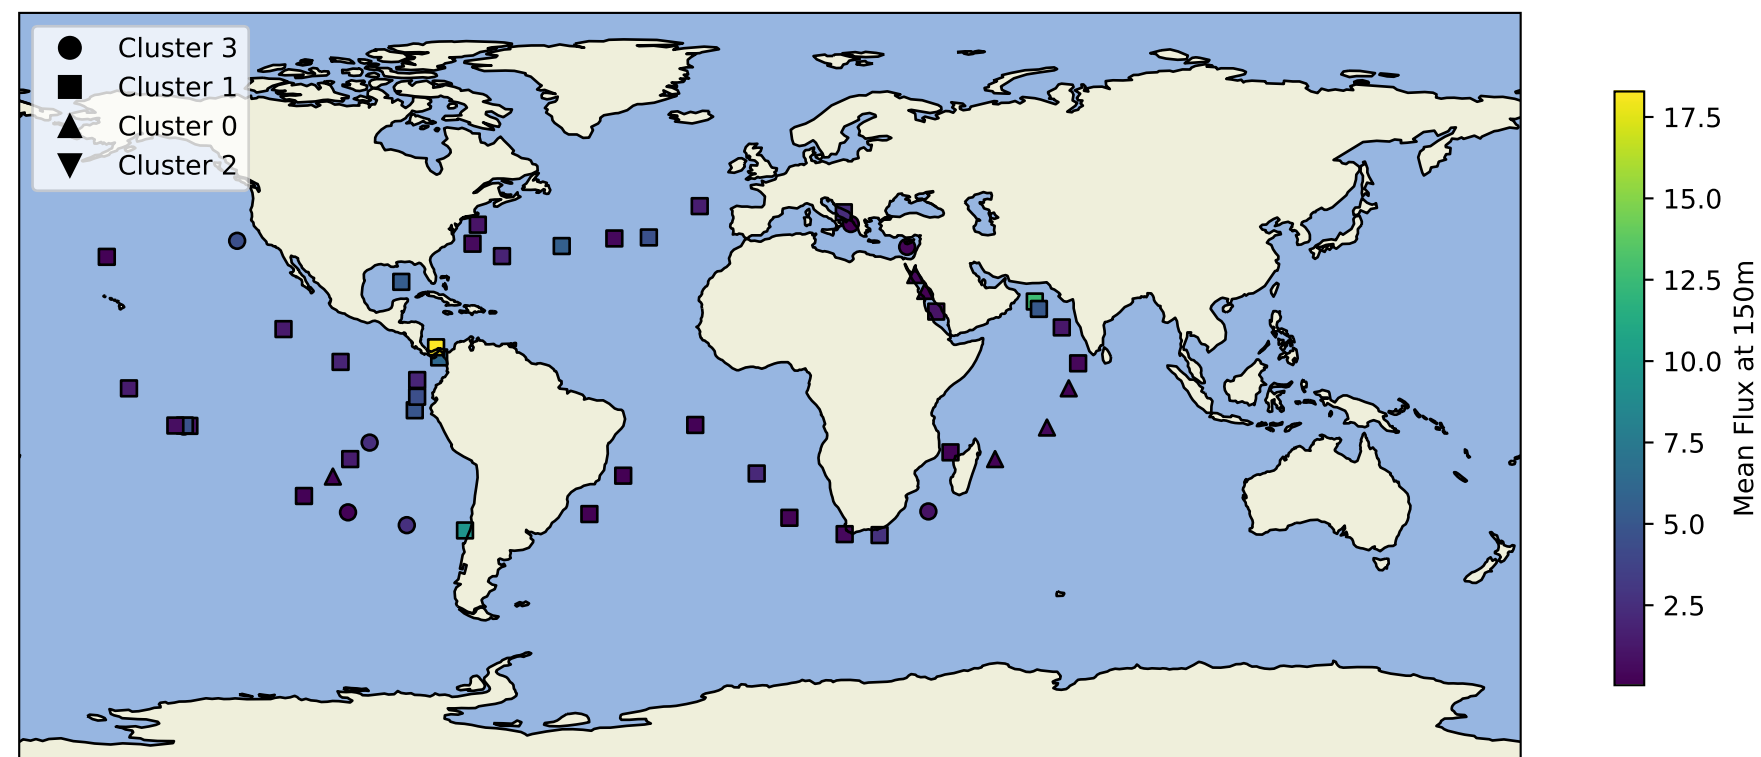 Cluster 3
Cluster 1
Cluster 0
Cluster 2
17.5
15.0
12.5
10.0
7.5
5.0
2.5
Mean Flux at 150m